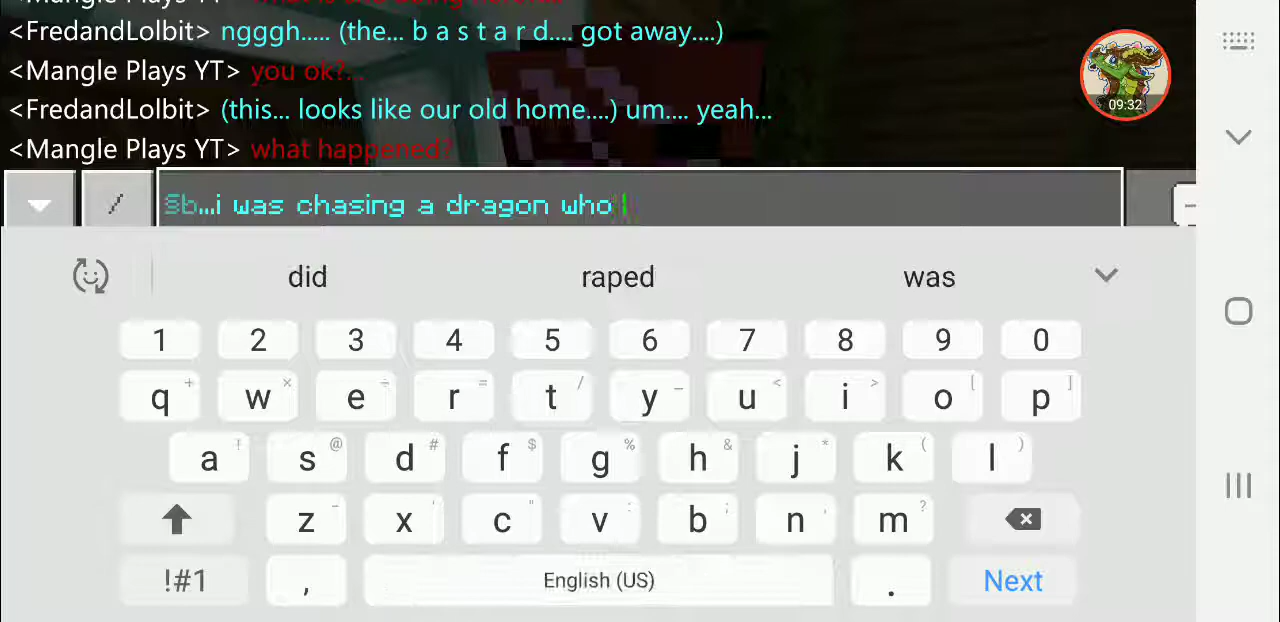 <FredandLolbit> ngggh..... (the... b a s t a r d.... got away....)
<Mangle Plays YT> you ok?...
<FredandLolbit> (this... looks like our old home....) um.... yeah...
<Mangle Plays YT> what happened?
09:32
/ §b...i was chasing a dragon who
did raped was
1 2 3 4 5 6 7 8 9 0
q + w × e ÷ r = t / y _ u < i > o [ p ]
a ! s @ d # f $ g % h & j * k ( l )
z - x ' c " v : b ; n , m ?
!#1 , English (US) . Next